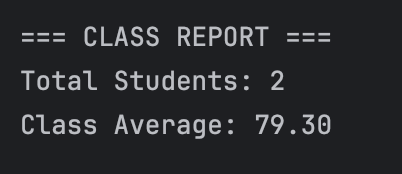 === CLASS REPORT ===
Total Students: 2
Class Average: 79.30